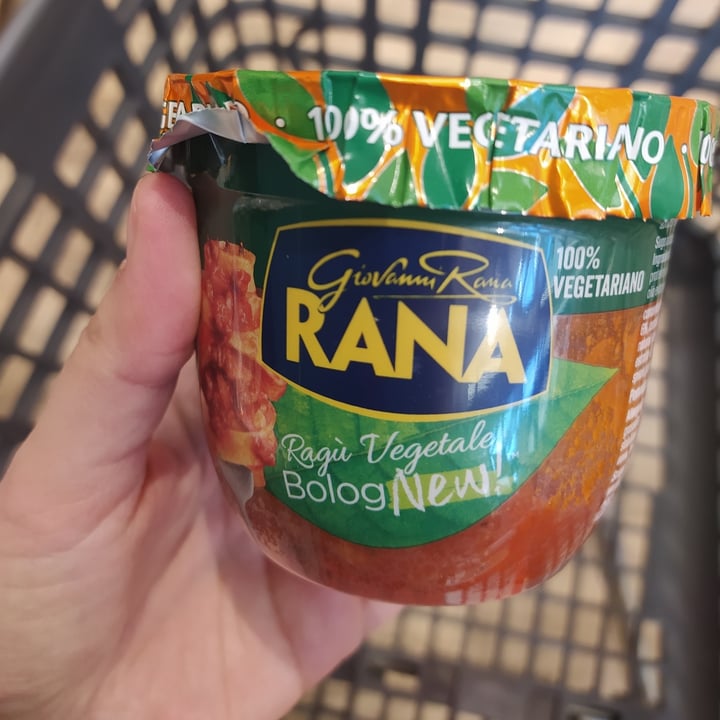 100% VEGETARIANO
Giovanni Rana
RANA
100%
VEGETARIANO
Ragù Vegetale
BologNew!